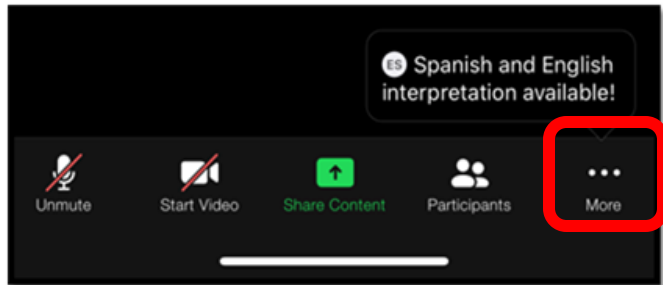 ES Spanish and English
interpretation available!
Unmute
Start Video
Share Content
Participants
More